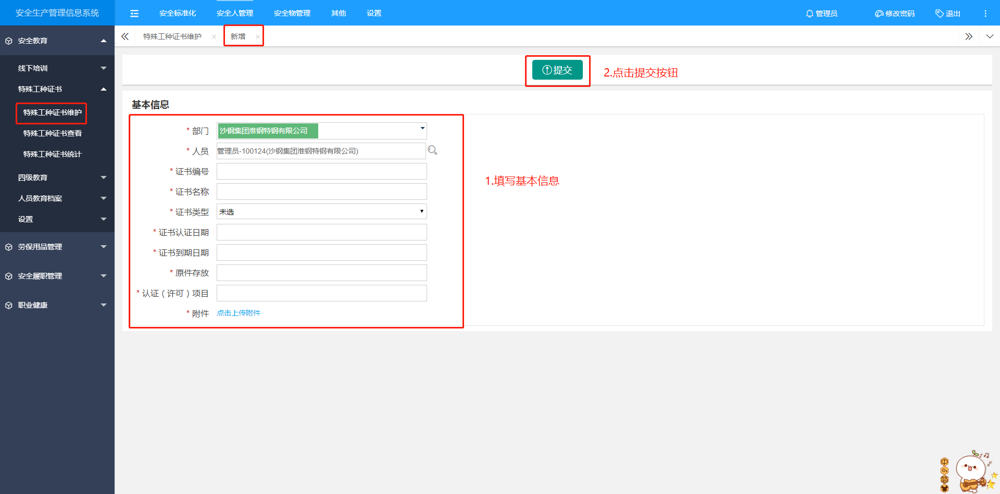 安全生产管理信息系统
安全标准化
安全人管理
安全物管理
其他
设置
管理员
修改密码
退出
安全教育
线下培训
特殊工种证书
特殊工种证书维护
特殊工种证书查看
特殊工种证书统计
四级教育
人员教育档案
设置
劳保用品管理
安全履职管理
职业健康
特殊工种证书维护 ×
新增 ×
提交
2.点击提交按钮
基本信息
* 部门 沙钢集团淮钢特钢有限公司
* 人员 管理员-100124(沙钢集团淮钢特钢有限公司)
* 证书编号
* 证书名称
* 证书类型 未选
* 证书认证日期
* 证书到期日期
* 原件存放
* 认证（许可）项目
* 附件 点击上传附件
1.填写基本信息
中
简